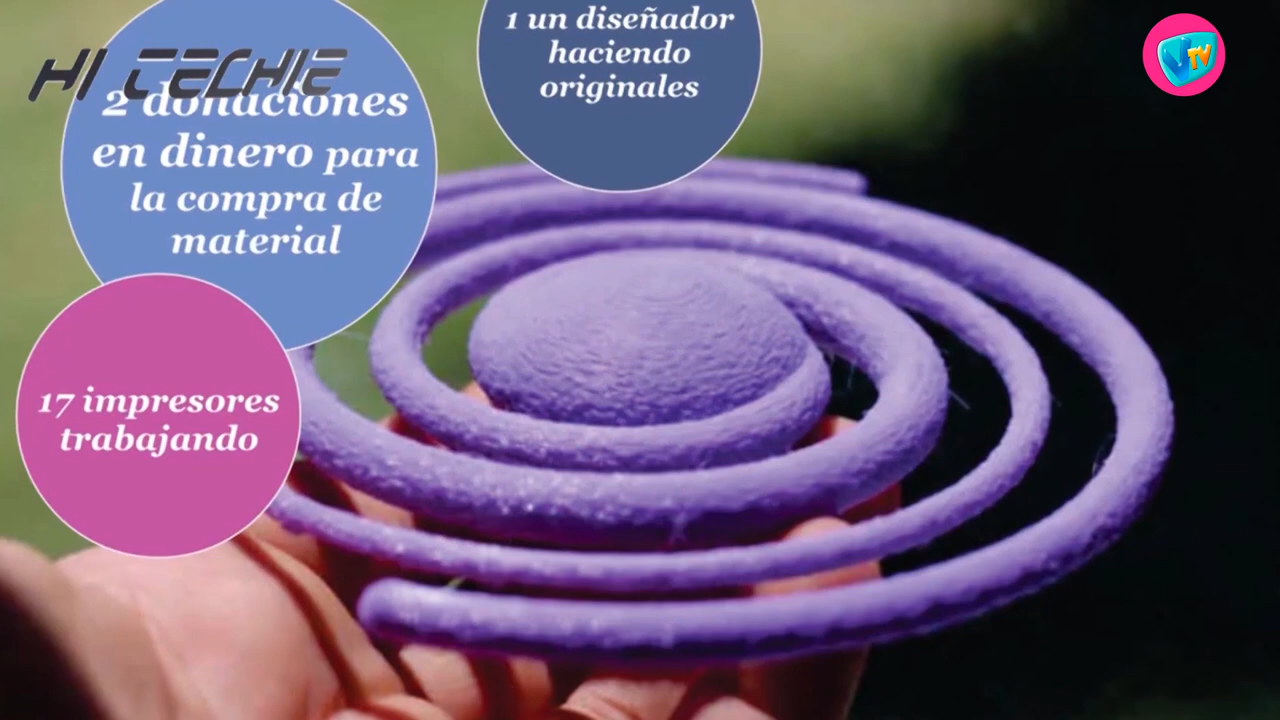 1 un diseñador
haciendo
originales
HI TECHIE
2 donaciones
en dinero para
la compra de
material
17 impresores
trabajando
VTV